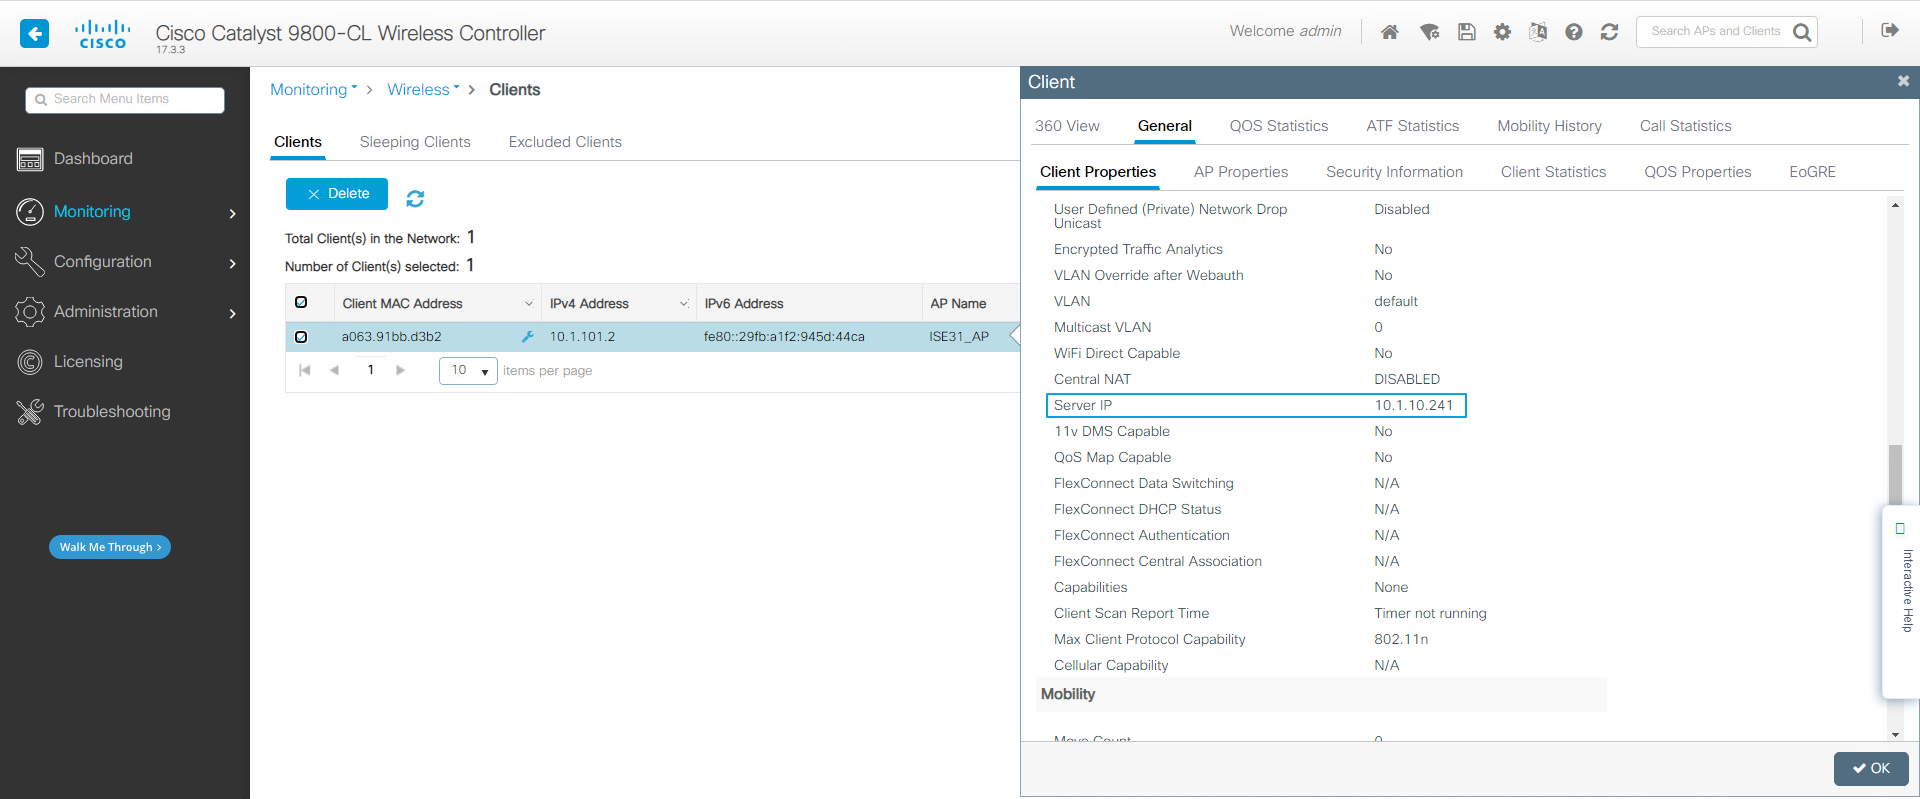 CISCO
Cisco Catalyst 9800-CL Wireless Controller
17.3.3
Welcome admin
Search APs and Clients
Search Menu Items
Dashboard
Monitoring
Configuration
Administration
Licensing
Troubleshooting
Walk Me Through >
Monitoring > Wireless > Clients
Clients Sleeping Clients Excluded Clients
× Delete
Total Client(s) in the Network: 1
Number of Client(s) selected: 1
Client MAC Address IPv4 Address IPv6 Address AP Name
a063.91bb.d3b2 10.1.101.2 fe80::29fb:a1f2:945d:44ca ISE31_AP
1 10 items per page
Client
360 View General QOS Statistics ATF Statistics Mobility History Call Statistics
Client Properties AP Properties Security Information Client Statistics QOS Properties EoGRE
User Defined (Private) Network Drop Disabled
Unicast
Encrypted Traffic Analytics No
VLAN Override after Webauth No
VLAN default
Multicast VLAN 0
WiFi Direct Capable No
Central NAT DISABLED
Server IP 10.1.10.241
11v DMS Capable No
QoS Map Capable No
FlexConnect Data Switching N/A
FlexConnect DHCP Status N/A
FlexConnect Authentication N/A
FlexConnect Central Association N/A
Capabilities None
Client Scan Report Time Timer not running
Max Client Protocol Capability 802.11n
Cellular Capability N/A
Mobility
Move Count 0
OK
Interactive Help